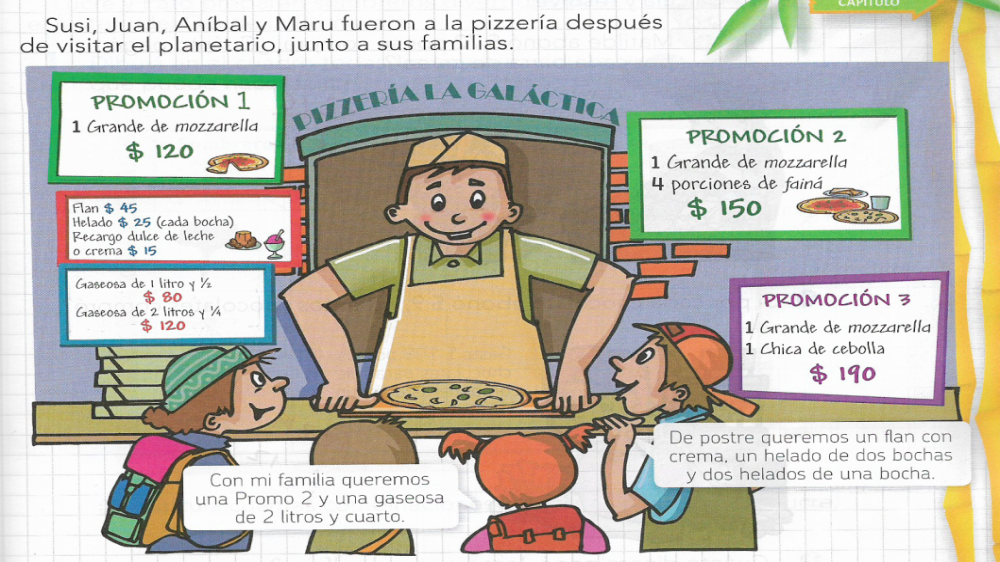 CAPÍTULO
Susi, Juan, Aníbal y Maru fueron a la pizzería después
de visitar el planetario, junto a sus familias.
PIZZERÍA LA GALÁCTICA
PROMOCIÓN 1
1 Grande de mozzarella
$ 120
Flan $ 45
Helado $ 25 (cada bocha)
Recargo dulce de leche
o crema $ 15
Gaseosa de 1 litro y ½
$ 80
Gaseosa de 2 litros y ¼
$ 120
PROMOCIÓN 2
1 Grande de mozzarella
4 porciones de fainá
$ 150
PROMOCIÓN 3
1 Grande de mozzarella
1 Chica de cebolla
$ 190
Con mi familia queremos
una Promo 2 y una gaseosa
de 2 litros y cuarto.
De postre queremos un flan con
crema, un helado de dos bochas
y dos helados de una bocha.